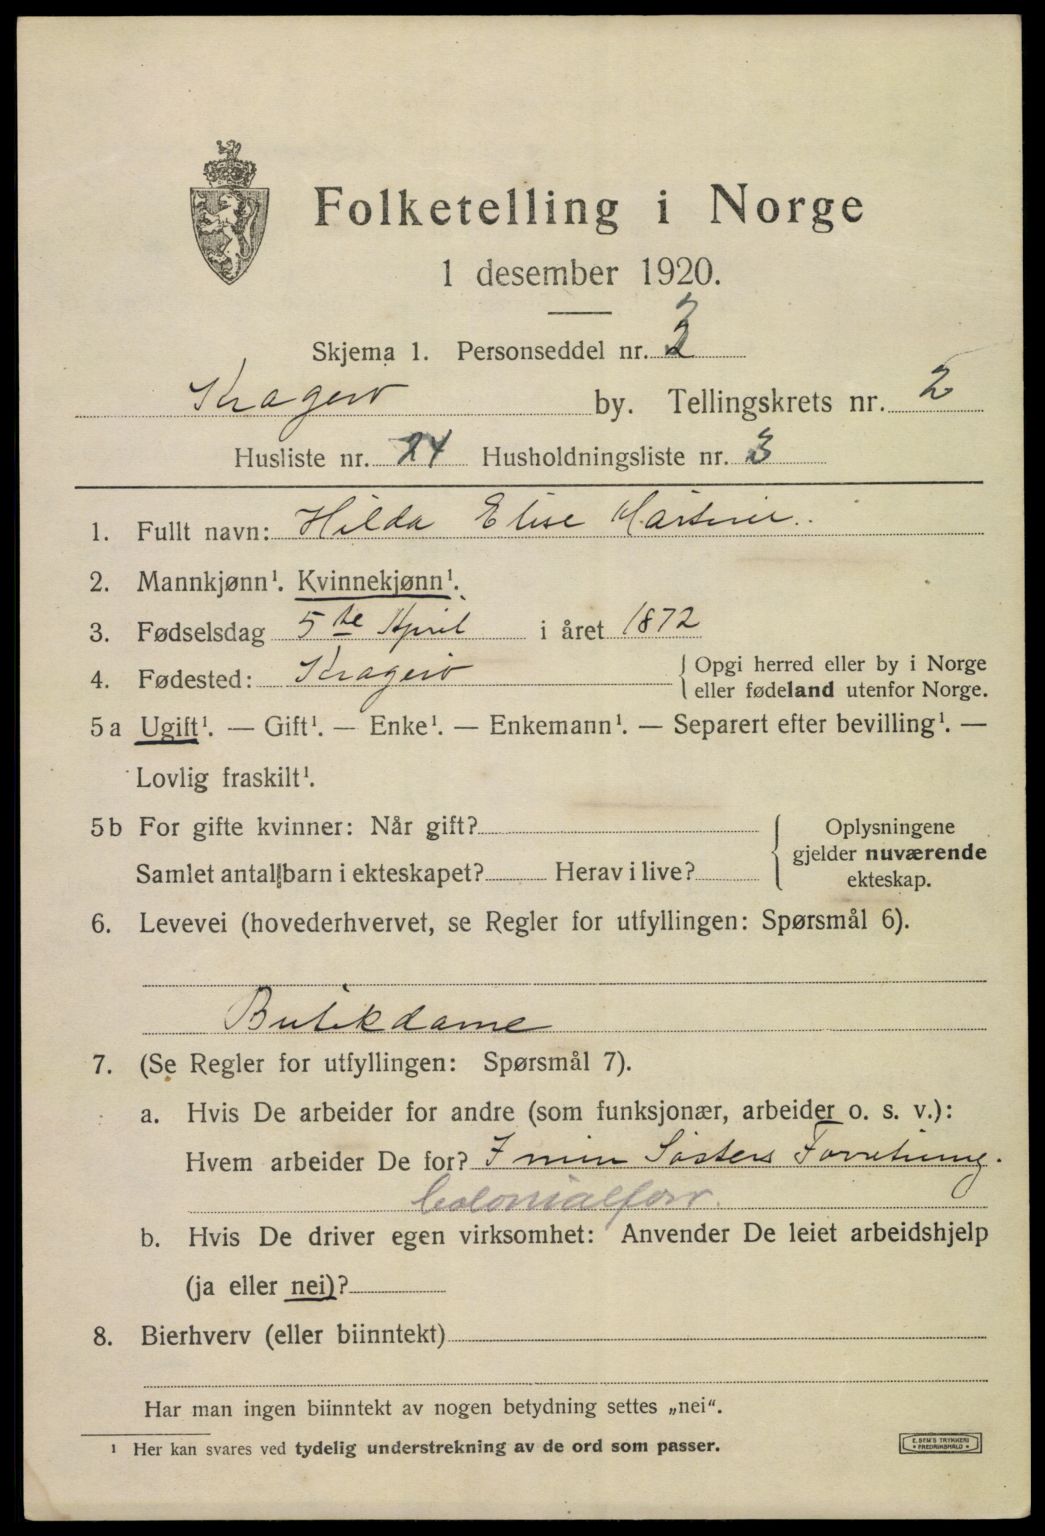 Folketelling i Norge
1 desember 1920.
Skjema 1. Personseddel nr. 2
Kragerø by. Tellingskrets nr. 2
Husliste nr. 24 Husholdningsliste nr. 3
1. Fullt navn: Hilda Elise
2. Mannkjønn¹. Kvinnekjønn¹.
3. Fødselsdag 5te April i året 1872
4. Fødested: Kragerö { Opgi herred eller by i Norge
eller fødeland utenfor Norge.
5 a Ugift¹. — Gift¹. — Enke¹. — Enkemann¹. — Separert efter bevilling¹. —
Lovlig fraskilt¹.
5 b For gifte kvinner: Når gift?
Samlet antall barn i ekteskapet? Herav i live?
{ Oplysningene
gjelder nuværende
ekteskap.
6. Levevei (hovederhvervet, se Regler for utfyllingen: Spørsmål 6).
Butikdame
7. (Se Regler for utfyllingen: Spørsmål 7).
a. Hvis De arbeider for andre (som funksjonær, arbeider o. s. v.):
Hvem arbeider De for? I min Søsters Forretning.
Colonialforr.
b. Hvis De driver egen virksomhet: Anvender De leiet arbeidshjelp
(ja eller nei)?
8. Bierhverv (eller biinntekt)
Har man ingen biinntekt av nogen betydning settes „nei“.
¹ Her kan svares ved tydelig understrekning av de ord som passer.
E. SEM'S TRYKKERI
• FREDRIKSHALD •